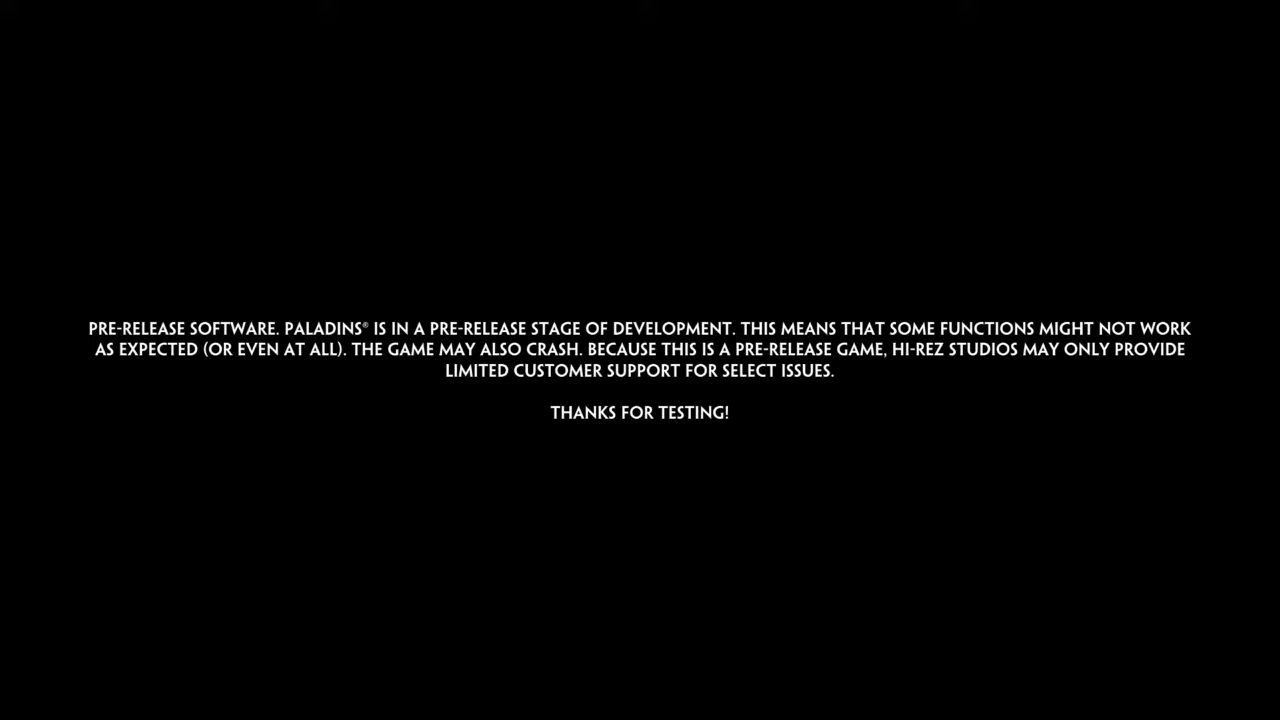 PRE-RELEASE SOFTWARE. PALADINS® IS IN A PRE-RELEASE STAGE OF DEVELOPMENT. THIS MEANS THAT SOME FUNCTIONS MIGHT NOT WORK
AS EXPECTED (OR EVEN AT ALL). THE GAME MAY ALSO CRASH. BECAUSE THIS IS A PRE-RELEASE GAME, HI-REZ STUDIOS MAY ONLY PROVIDE
LIMITED CUSTOMER SUPPORT FOR SELECT ISSUES.
THANKS FOR TESTING!